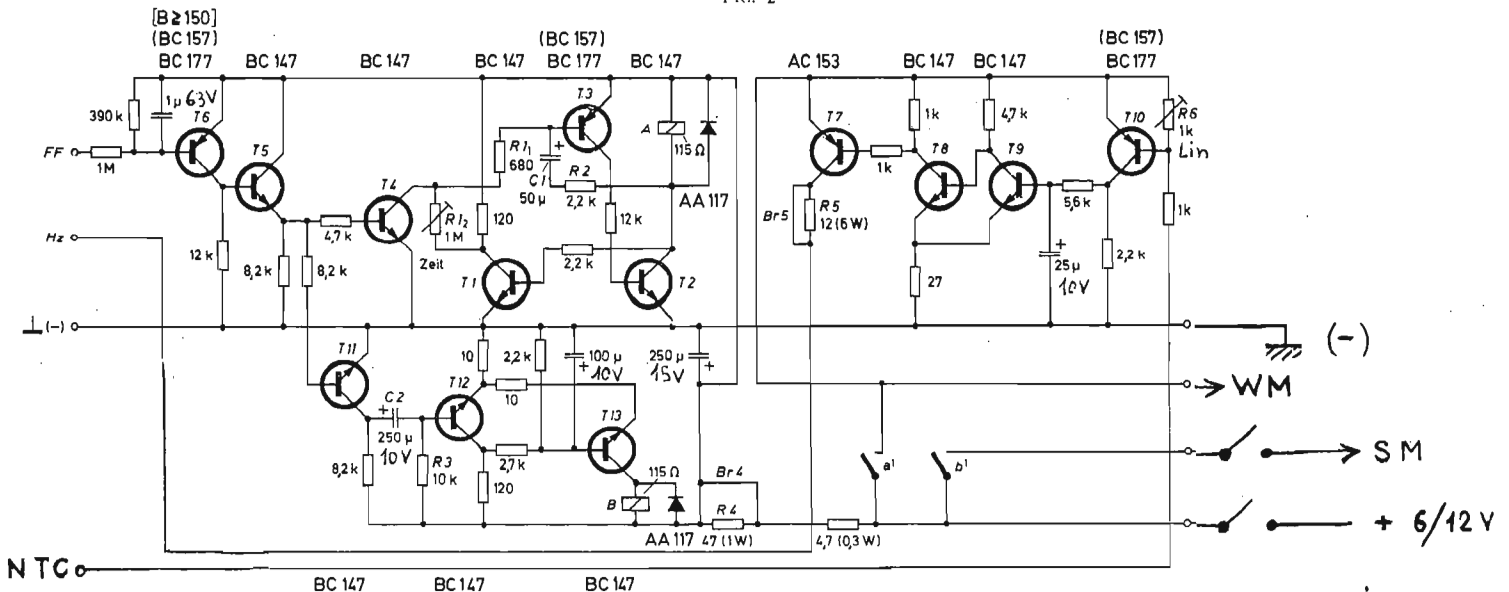 [B≥150]
(BC 157) (BC 157) (BC 157)
BC 177 BC 147 BC 147 BC 147 BC 177 BC 147 AC 153 BC 147 BC 147 BC 177
390 k
1µ 63V
T6
T5
T4
T3
T7
T8
T9
T10
R6
1k
Lin
FF
1M
R1₁
680
C1
50µ
R2
2,2 k
A
115 Ω
AA 117
1k
4,7 k
1k
Br 5
R5
12 (6 W)
5,6k
1k
Hz
12 k
8,2 k
8,2 k
4,7 k
R1₂
1M
Zeit
120
T1
2,2 k
12 k
T2
27
25µ
10V
2,2 k
⊥ (-)
(-)
T11
10
2,2 k
100 µ
10V
250 µ
15V
WM
C2
250 µ
10V
T12
10
T13
8,2k
R3
10 k
2,7 k
120
115 Ω
B
Br 4
a¹
b¹
SM
R4
AA 117 47 (1W)
4,7 (0,3 W)
+ 6/12V
NTC
BC 147 BC 147 BC 147